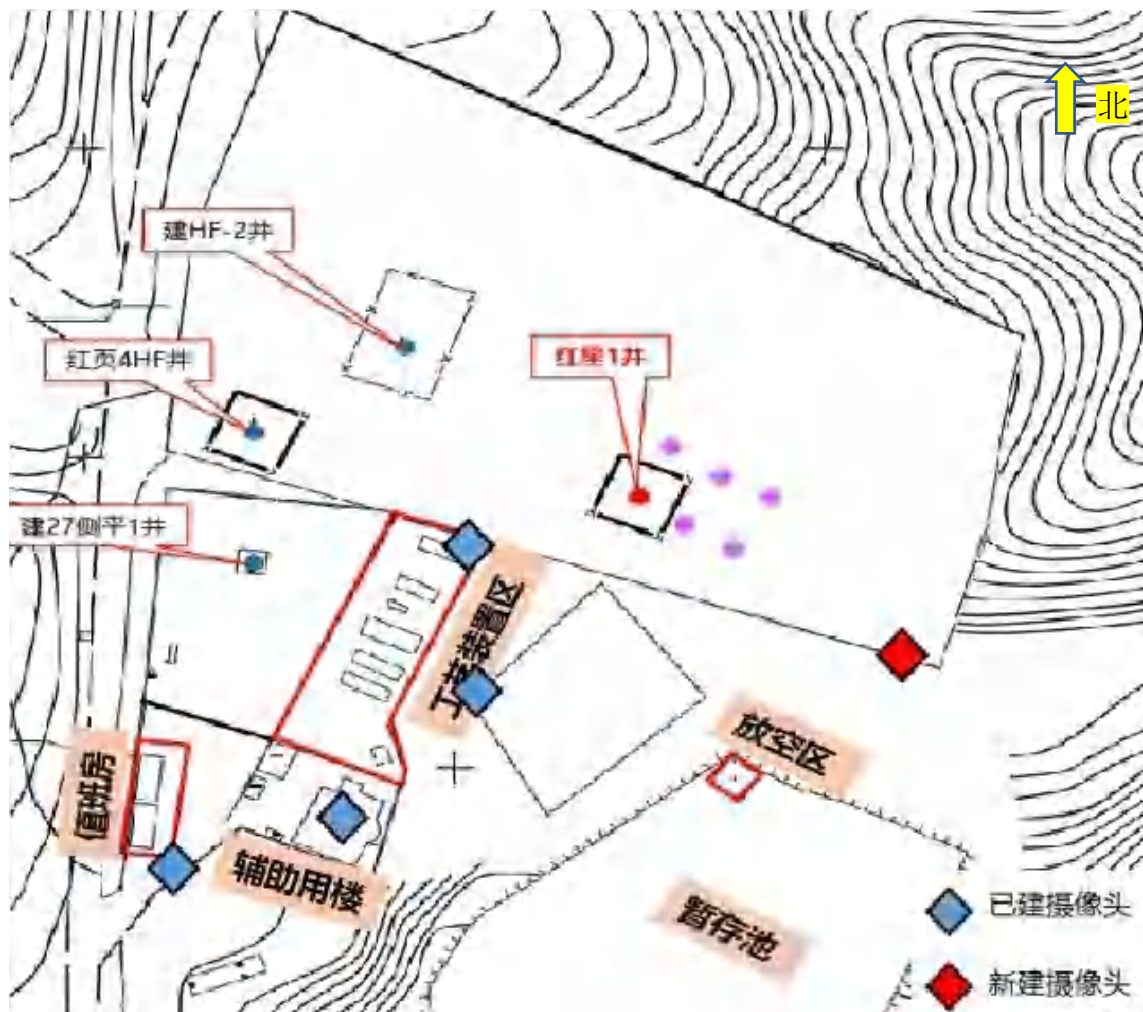 北
建HF-2井
红页4HF井
红星1井
建27侧平1井
工艺装置区
放空区
值班房
辅助用楼
暂存池
已建摄像头
新建摄像头